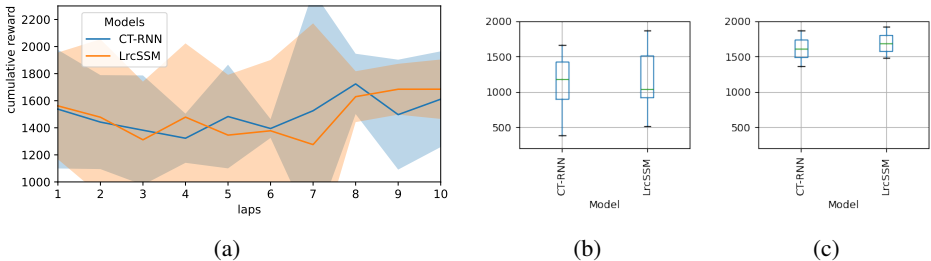 cumulative reward
2200
2000
1800
1600
1400
1200
1000
Models
CT-RNN
LrcSSM
1 2 3 4 5 6 7 8 9 10
laps
(a)
2000
1500
1000
500
CT-RNN
LrcSSM
Model
(b)
2000
1500
1000
500
CT-RNN
LrcSSM
Model
(c)